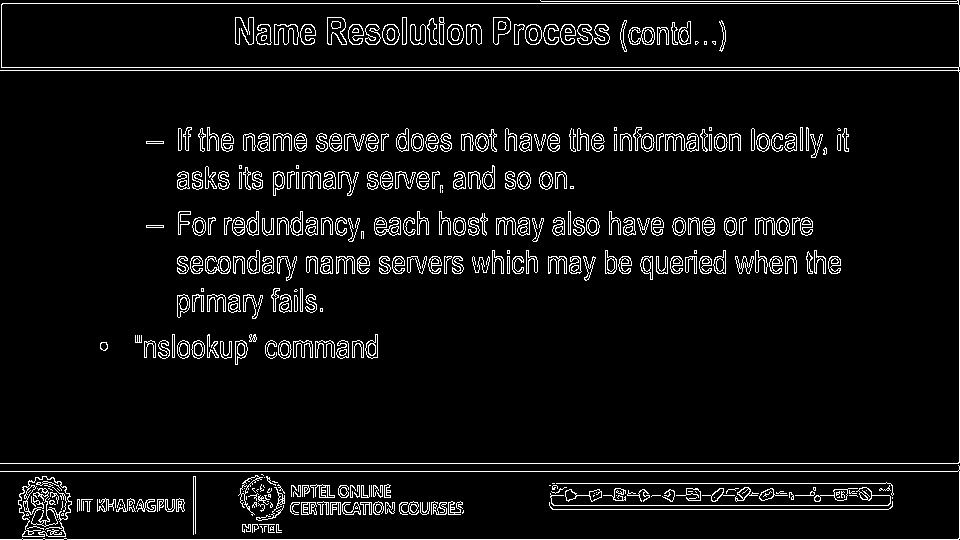 Name Resolution Process (contd...)
– If the name server does not have the information locally, it
asks its primary server, and so on.
– For redundancy, each host may also have one or more
secondary name servers which may be queried when the
primary fails.
• "nslookup" command
IIT KHARAGPUR
NPTEL ONLINE
CERTIFICATION COURSES
NPTEL